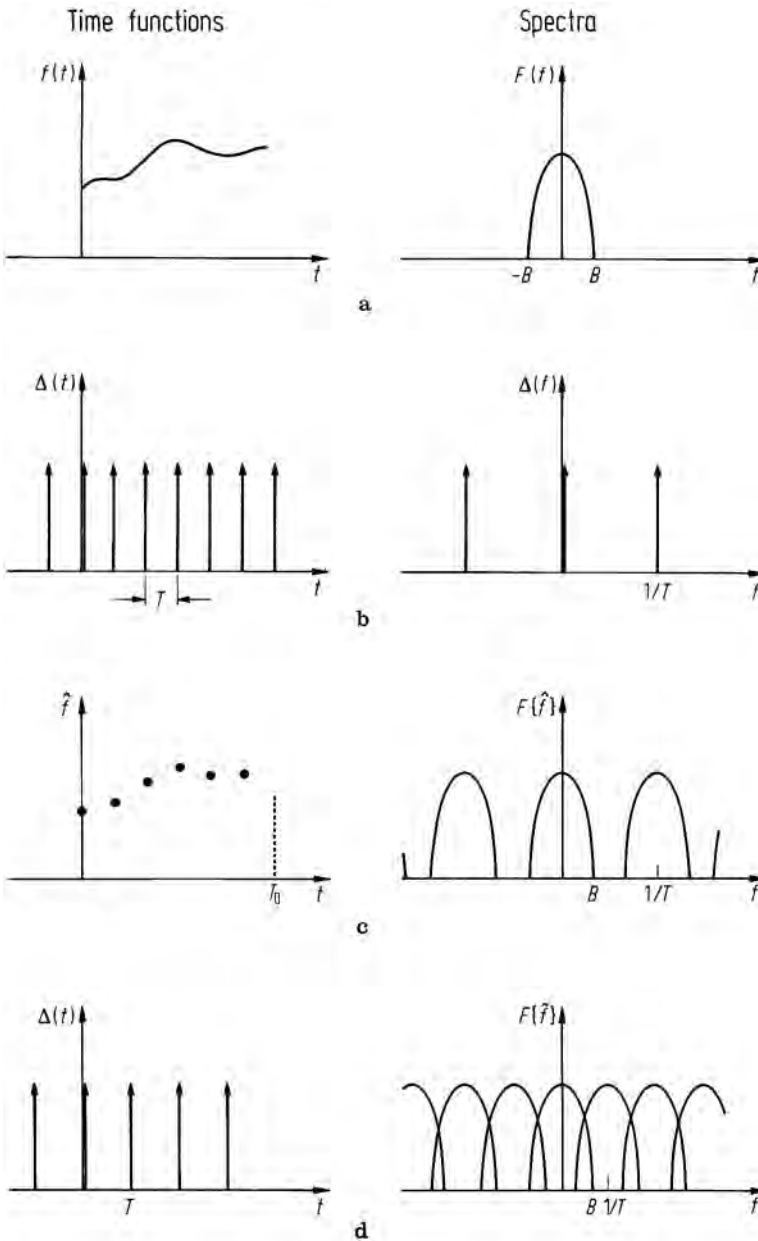 Time functions Spectra
f(t) F(f)
t -B B f
a
Δ(t) Δ(f)
T t 1/T f
b
f̂ F{f̂}
T₀ t B 1/T f
c
Δ(t) F{f̃}
T t B 1/T f
d